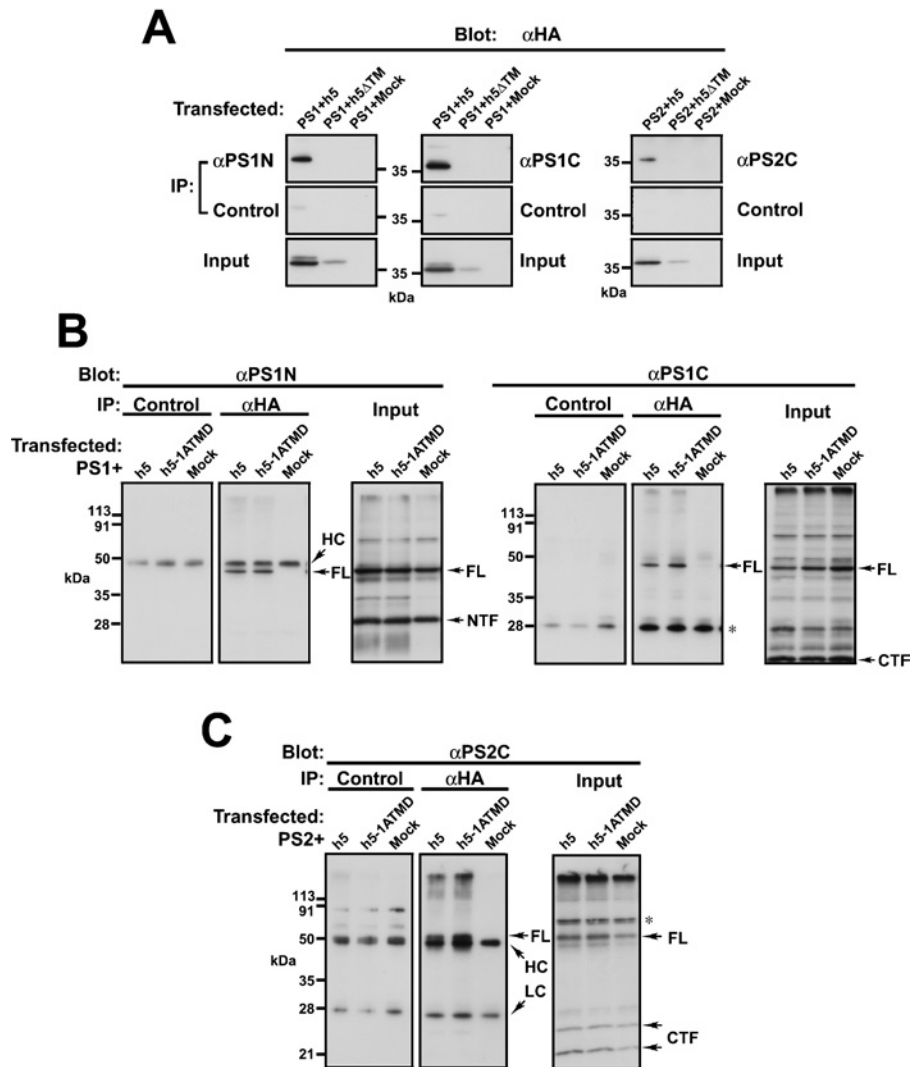 A
Blot: αHA
Transfected:
PS1+h5 PS1+h5ΔTM PS1+Mock PS1+h5 PS1+h5ΔTM PS1+Mock PS2+h5 PS2+h5ΔTM PS2+Mock
IP:
αPS1N 35 αPS1C 35 αPS2C
Control 35 Control 35 Control
Input 35 Input 35 Input
kDa kDa
B
Blot: αPS1N αPS1C
IP: Control αHA Input Control αHA Input
Transfected:
PS1+ h5 h5-1ATMD Mock h5 h5-1ATMD Mock h5 h5-1ATMD Mock h5 h5-1ATMD Mock h5 h5-1ATMD Mock h5 h5-1ATMD Mock
113 113
91 91
50 HC 50
kDa FL FL kDa FL FL
35 35
28 NTF 28 *
CTF
C
Blot: αPS2C
IP: Control αHA Input
Transfected:
PS2+ h5 h5-1ATMD Mock h5 h5-1ATMD Mock h5 h5-1ATMD Mock
113
91 *
50 FL FL
kDa HC
35
28 LC
CTF
21